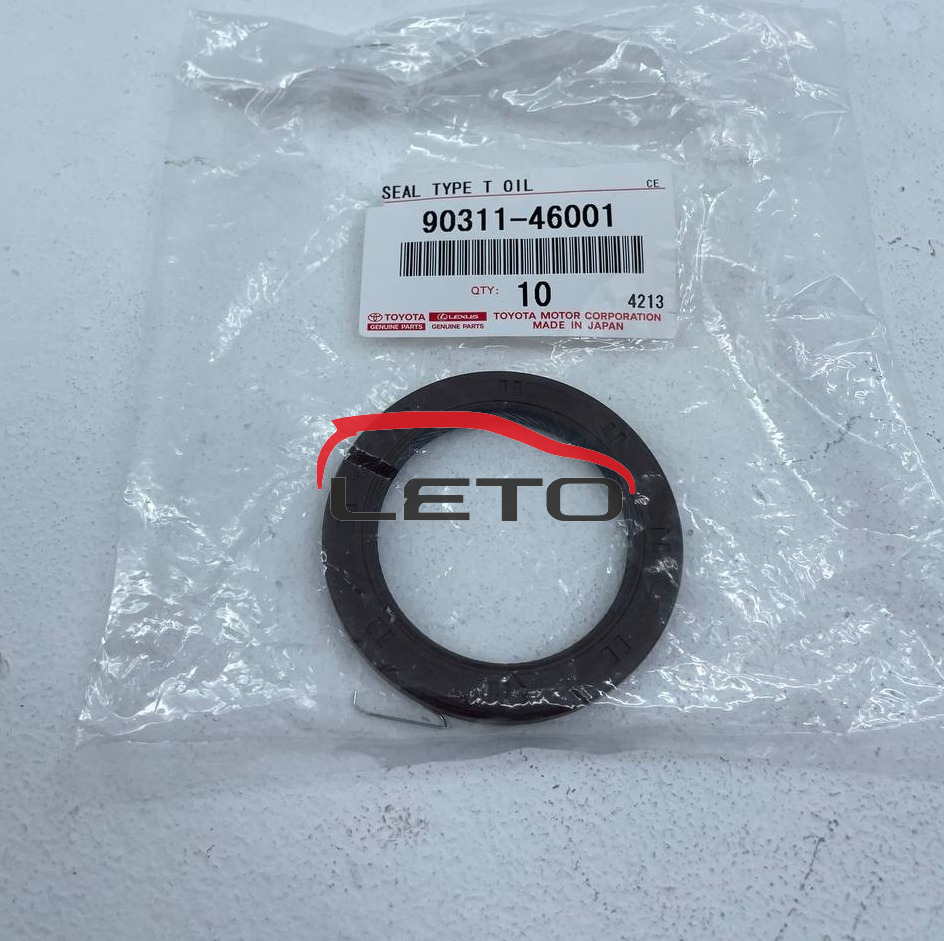 SEAL TYPE T OIL CE
90311-46001
QTY: 10 4213
TOYOTA LEXUS TOYOTA MOTOR CORPORATION
GENUINE PARTS GENUINE PARTS MADE IN JAPAN
LETO